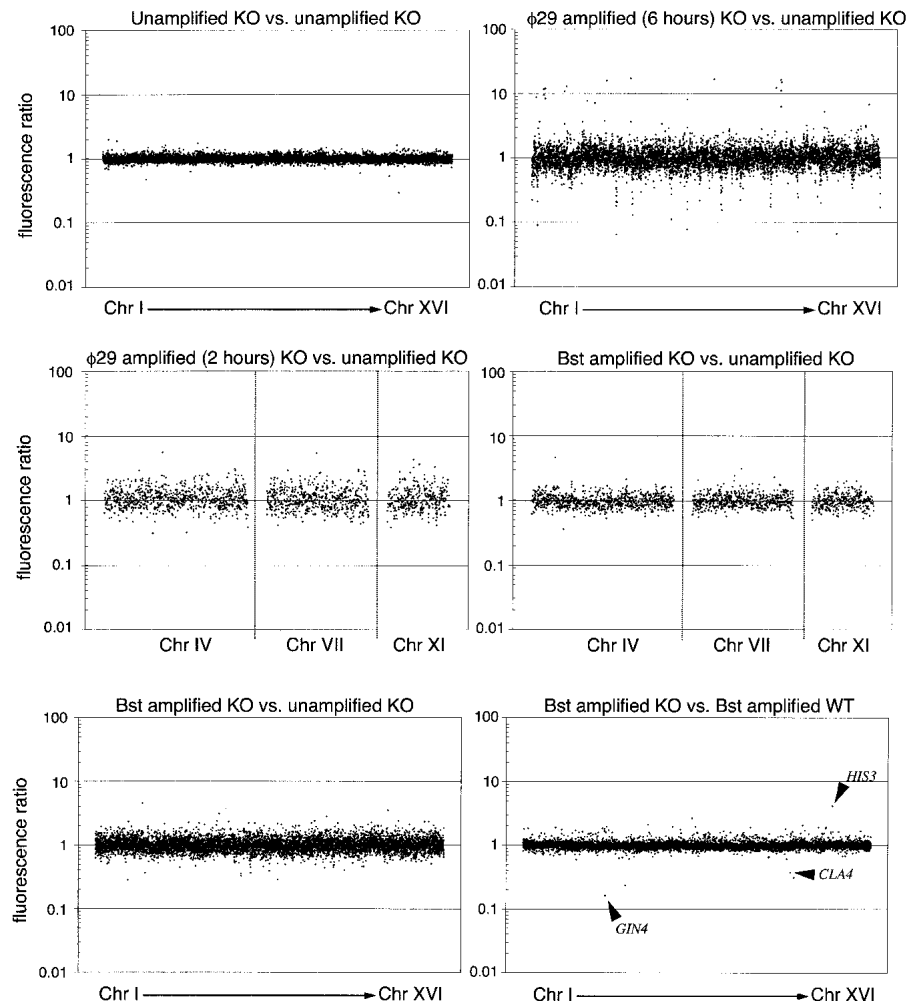 Unamplified KO vs. unamplified KO
100
10
1
0.1
0.01
fluorescence ratio
Chr I
Chr XVI
ϕ29 amplified (6 hours) KO vs. unamplified KO
100
10
1
0.1
0.01
Chr I
Chr XVI
ϕ29 amplified (2 hours) KO vs. unamplified KO
100
10
1
0.1
0.01
fluorescence ratio
Chr IV
Chr VII
Chr XI
Bst amplified KO vs. unamplified KO
100
10
1
0.1
0.01
Chr IV
Chr VII
Chr XI
Bst amplified KO vs. unamplified KO
100
10
1
0.1
0.01
fluorescence ratio
Chr I
Chr XVI
Bst amplified KO vs. Bst amplified WT
100
10
1
0.1
0.01
HIS3
CLA4
GIN4
Chr I
Chr XVI